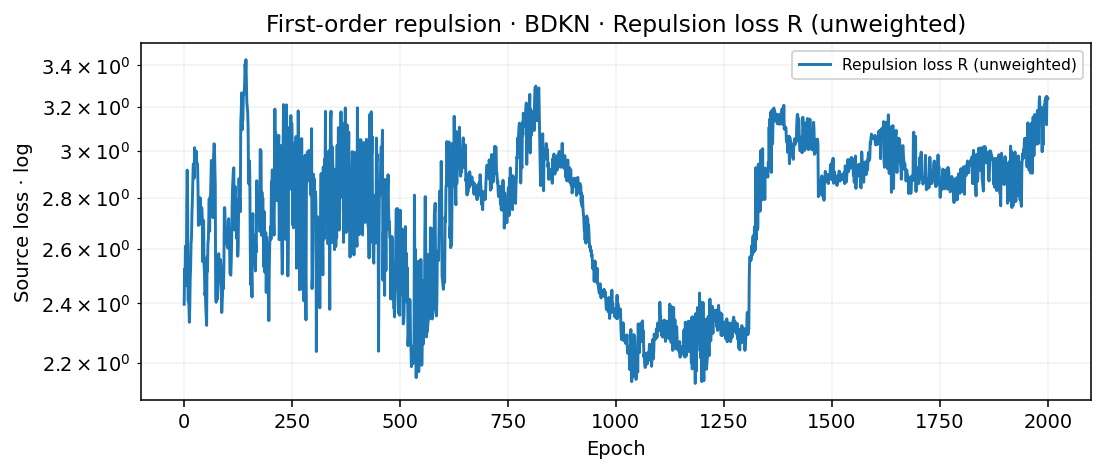 First-order repulsion · BDKN · Repulsion loss R (unweighted)
Source loss · log
3.4 × 10⁰
3.2 × 10⁰
3 × 10⁰
2.8 × 10⁰
2.6 × 10⁰
2.4 × 10⁰
2.2 × 10⁰
Repulsion loss R (unweighted)
0 250 500 750 1000 1250 1500 1750 2000
Epoch